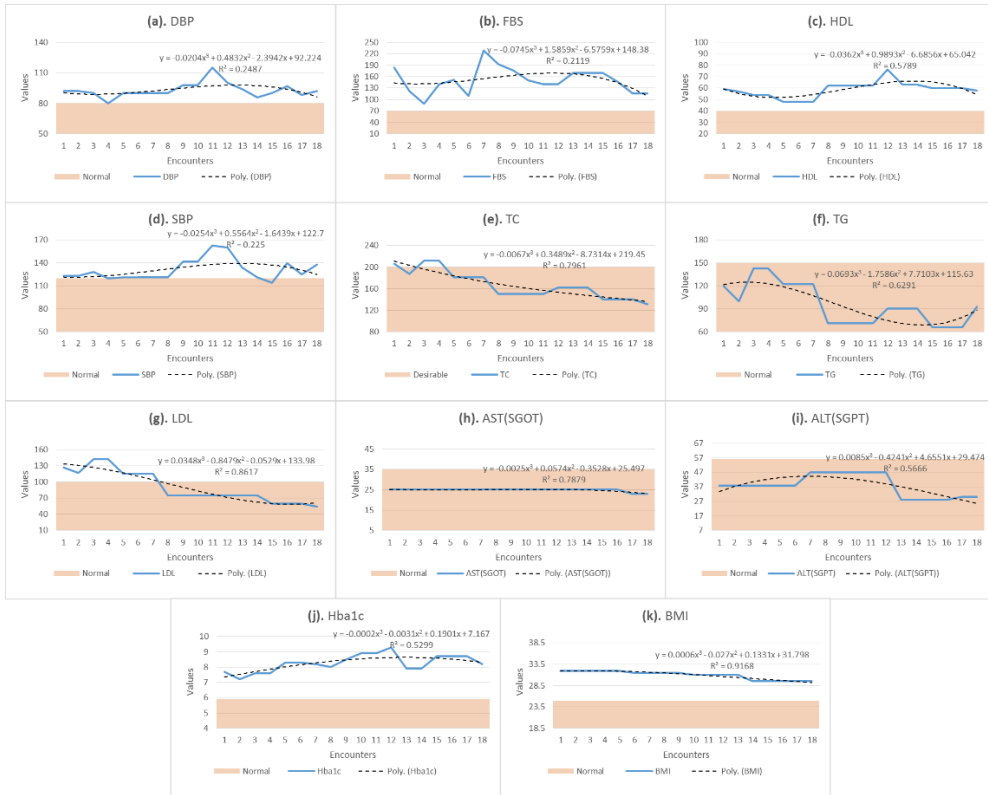 (a). DBP
y = -0.0204x³ + 0.4832x² - 2.3942x + 92.224
R² = 0.2487
140
110
80
50
Values
1 2 3 4 5 6 7 8 9 10 11 12 13 14 15 16 17 18
Encounters
Normal DBP Poly. (DBP)
(b). FBS
y = -0.0745x³ + 1.5859x² - 6.5759x + 148.38
R² = 0.2119
250
220
190
160
130
100
70
40
10
Values
1 2 3 4 5 6 7 8 9 10 11 12 13 14 15 16 17 18
Encounters
Normal FBS Poly. (FBS)
(c). HDL
y = -0.0362x³ + 0.9893x² - 6.6856x + 65.042
R² = 0.5789
100
90
80
70
60
50
40
30
20
Values
1 2 3 4 5 6 7 8 9 10 11 12 13 14 15 16 17 18
Encounters
Normal HDL Poly. (HDL)
(d). SBP
y = -0.0254x³ + 0.5564x² - 1.6439x + 122.7
R² = 0.225
170
140
110
80
50
Values
1 2 3 4 5 6 7 8 9 10 11 12 13 14 15 16 17 18
Encounters
Normal SBP Poly. (SBP)
(e). TC
y = -0.0067x³ + 0.3489x² - 8.7314x + 219.45
R² = 0.7961
240
200
160
120
80
Values
1 2 3 4 5 6 7 8 9 10 11 12 13 14 15 16 17 18
Encounters
Desirable TC Poly. (TC)
(f). TG
y = 0.0693x³ - 1.7586x² + 7.7103x + 115.63
R² = 0.6291
180
150
120
90
60
Values
1 2 3 4 5 6 7 8 9 10 11 12 13 14 15 16 17 18
Encounters
Normal TG Poly. (TG)
(g). LDL
y = 0.0348x³ - 0.8479x² - 0.0529x + 133.98
R² = 0.8617
160
130
100
70
40
10
Values
1 2 3 4 5 6 7 8 9 10 11 12 13 14 15 16 17 18
Encounters
Normal LDL Poly. (LDL)
(h). AST(SGOT)
y = -0.0025x³ + 0.0574x² - 0.3528x + 25.497
R² = 0.7879
45
35
25
15
5
Values
1 2 3 4 5 6 7 8 9 10 11 12 13 14 15 16 17 18
Encounters
Normal AST(SGOT) Poly. (AST(SGOT))
(i). ALT(SGPT)
y = 0.0085x³ - 0.4241x² + 4.6551x + 29.474
R² = 0.5666
67
57
47
37
27
17
7
Values
1 2 3 4 5 6 7 8 9 10 11 12 13 14 15 16 17 18
Encounters
Normal ALT(SGPT) Poly. (ALT(SGPT))
(j). Hba1c
y = -0.0002x³ - 0.0031x² + 0.1901x + 7.167
R² = 0.5299
10
9
8
7
6
5
4
Values
1 2 3 4 5 6 7 8 9 10 11 12 13 14 15 16 17 18
Encounters
Normal Hba1c Poly. (Hba1c)
(k). BMI
y = 0.0006x³ - 0.027x² + 0.1331x + 31.798
R² = 0.9168
38.5
33.5
28.5
23.5
18.5
Values
1 2 3 4 5 6 7 8 9 10 11 12 13 14 15 16 17 18
Encounters
Normal BMI Poly. (BMI)